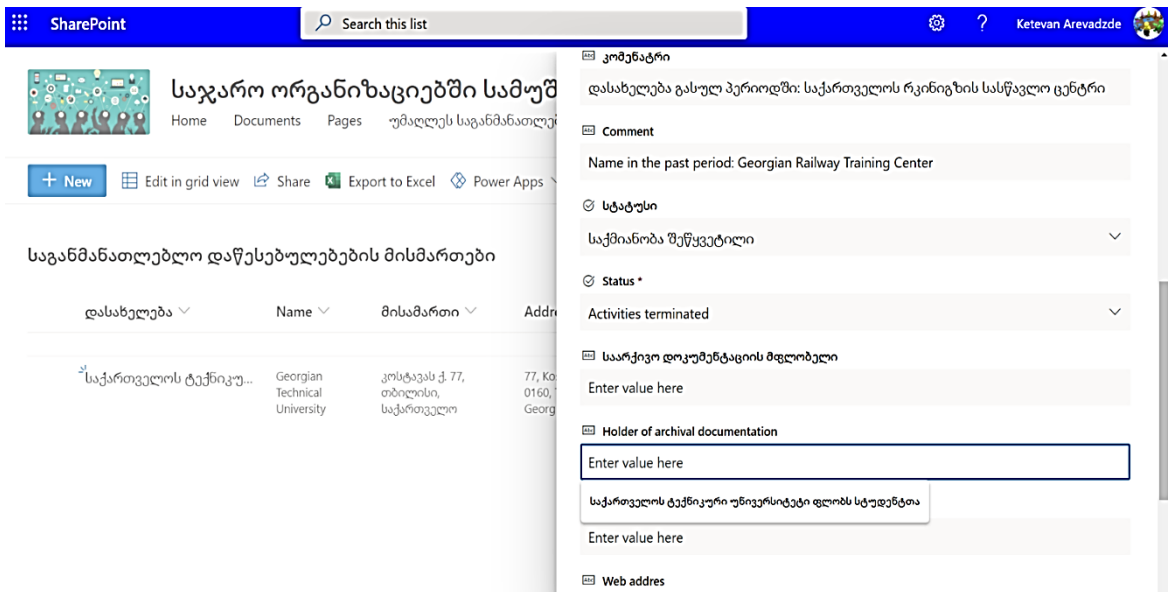 SharePoint
Search this list
Ketevan Arevadzde
საჯარო ორგანიზაციებში სამუშ
Home Documents Pages უმაღლეს საგანმანათლე
New Edit in grid view Share Export to Excel Power Apps
საგანმანათლებლო დაწესებულებების მისმართები
დასახელება Name მისამართი Addre
საქართველოს ტექნიკუ...
Georgian
Technical
University
კოსტავას ქ. 77,
თბილისი,
საქართველო
77, Ko
0160,
Georg
კომენატრი
დასახელება გასულ პერიოდში: საქართველოს რკინიგზის სასწავლო ცენტრი
Comment
Name in the past period: Georgian Railway Training Center
სტატუსი
საქმიანობა შეწყვეტილი
Status *
Activities terminated
საარქივო დოკუმენტაციის მფლობელი
Enter value here
Holder of archival documentation
Enter value here
საქართველოს ტექნიკური უნივერსიტეტი ფლობს სტუდენტთა
Enter value here
Web addres